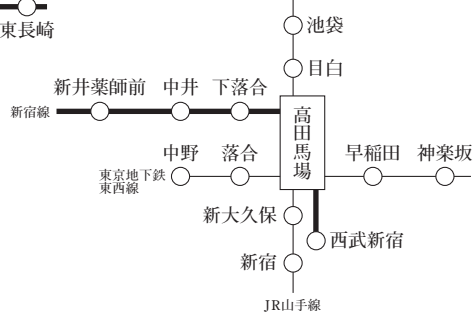 東長崎
池袋
目白
新井薬師前 中井 下落合
新宿線
高田馬場
中野 落合 早稲田 神楽坂
東京地下鉄
東西線
新大久保
西武新宿
新宿
JR山手線